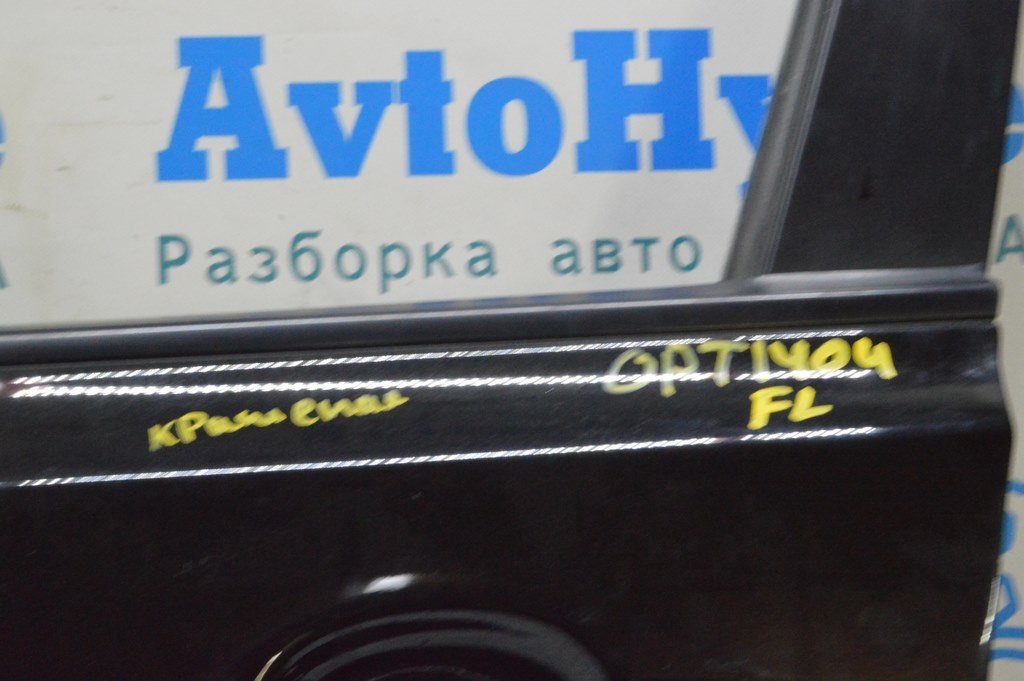 AvtoHy
Разборка авто
OPT1404
FL
крашеная